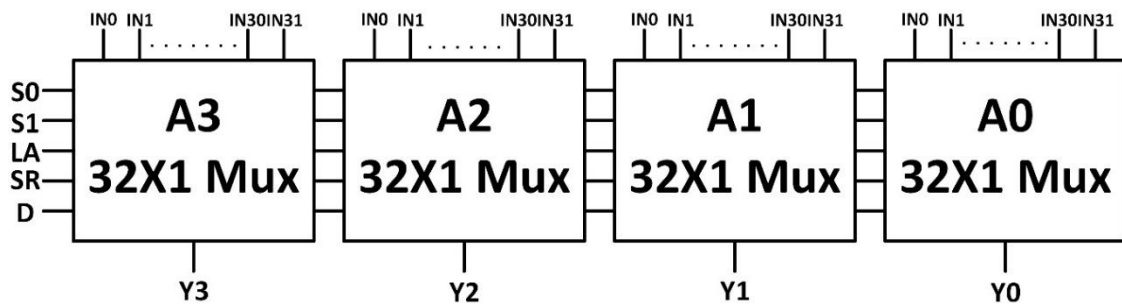 IN0 IN1 IN30 IN31 IN0 IN1 IN30 IN31 IN0 IN1 IN30 IN31 IN0 IN1 IN30 IN31
S0
S1
LA
SR
D
A3
32X1 Mux
A2
32X1 Mux
A1
32X1 Mux
A0
32X1 Mux
Y3 Y2 Y1 Y0